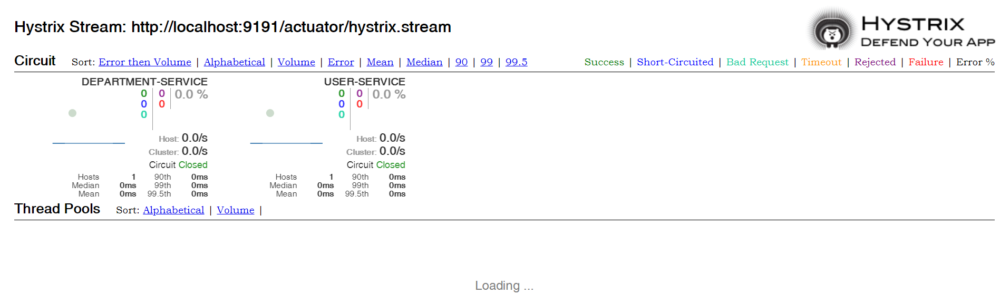 Hystrix Stream: http://localhost:9191/actuator/hystrix.stream
HYSTRIX
DEFEND YOUR APP
Circuit Sort: Error then Volume | Alphabetical | Volume | Error | Mean | Median | 90 | 99 | 99.5
Success | Short-Circuited | Bad Request | Timeout | Rejected | Failure | Error %
DEPARTMENT-SERVICE
0 0 0.0 %
0 0
0
Host: 0.0/s
Cluster: 0.0/s
Circuit Closed
Hosts 1 90th 0ms
Median 0ms 99th 0ms
Mean 0ms 99.5th 0ms
USER-SERVICE
0 0 0.0 %
0 0
0
Host: 0.0/s
Cluster: 0.0/s
Circuit Closed
Hosts 1 90th 0ms
Median 0ms 99th 0ms
Mean 0ms 99.5th 0ms
Thread Pools Sort: Alphabetical | Volume |
Loading ...